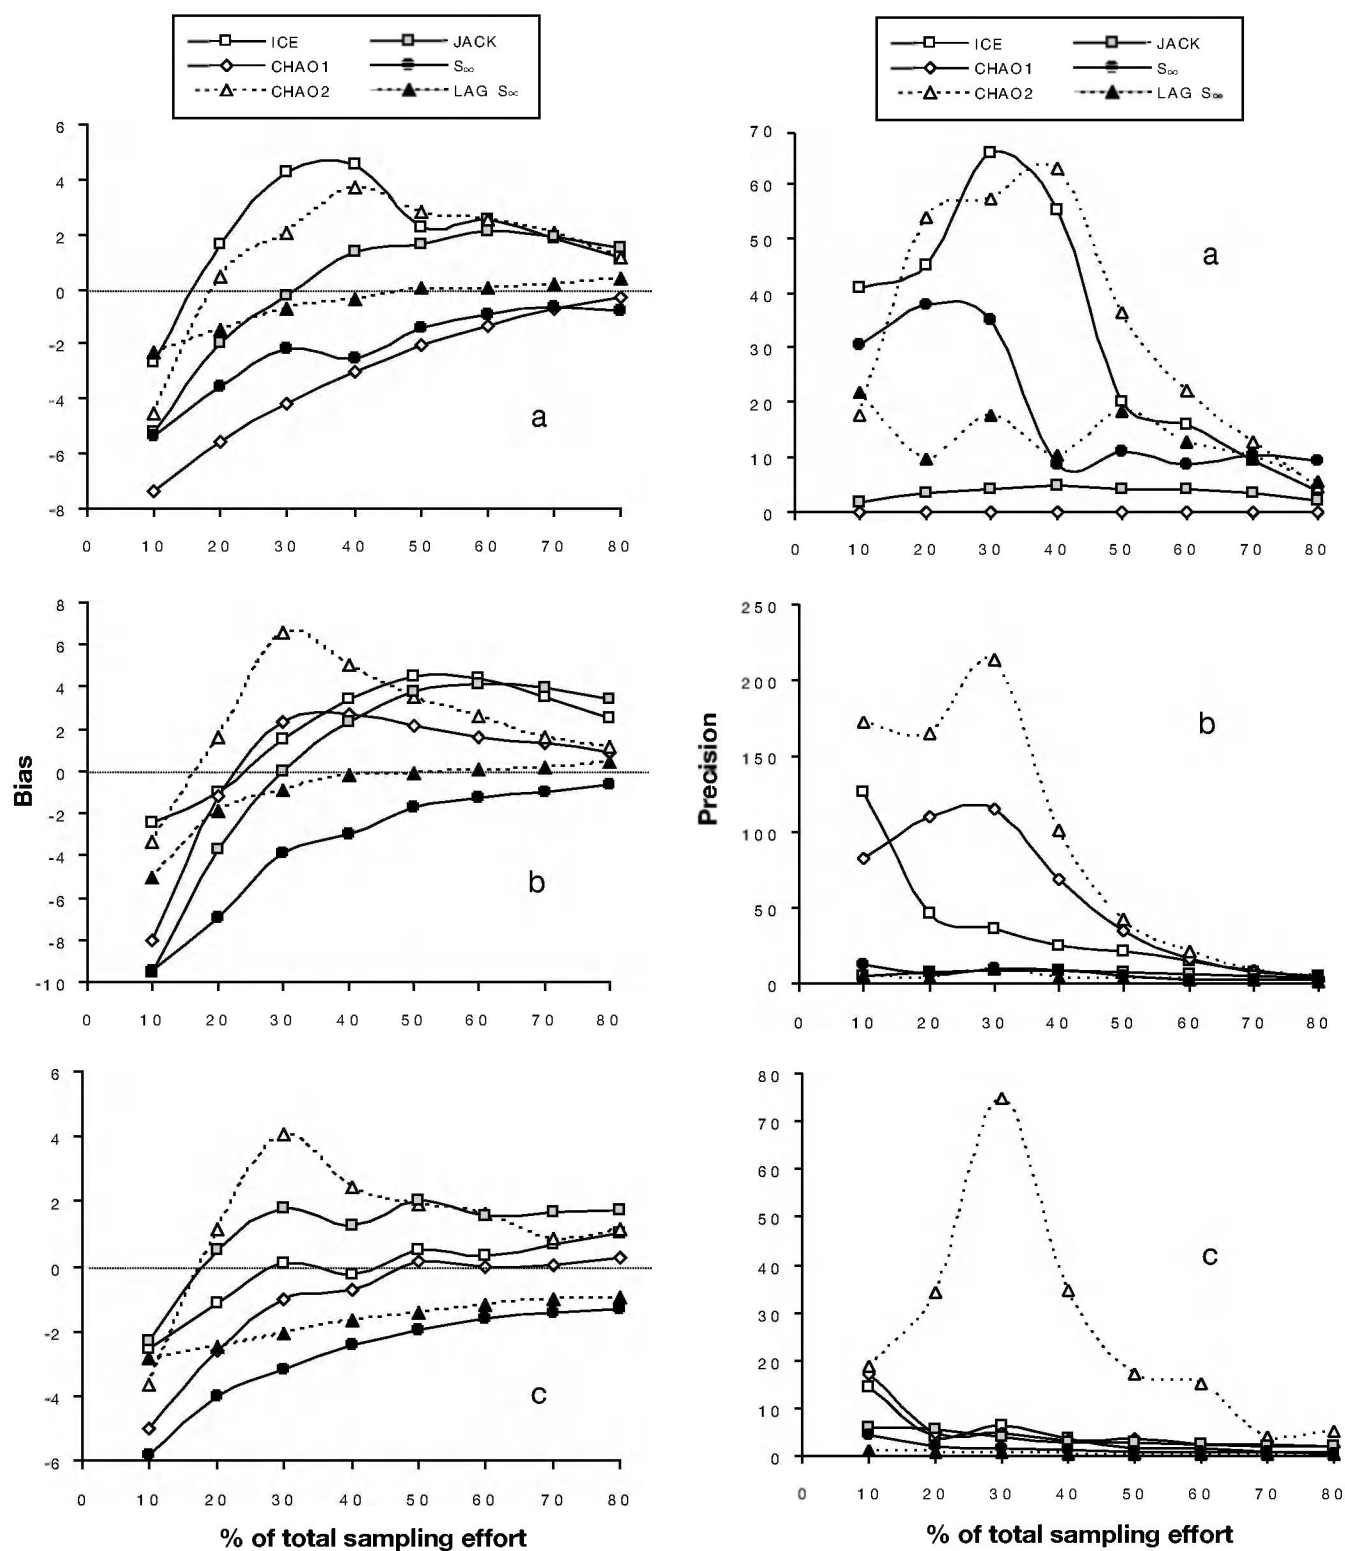 ICE JACK
CHAO1 S∞
CHAO2 LAG S∞
6
4
2
0
-2
-4
-6
-8
a
0 10 20 30 40 50 60 70 80
8
6
4
2
0
-2
-4
-6
-8
-10
b
0 10 20 30 40 50 60 70 80
Bias
6
4
2
0
-2
-4
-6
c
0 10 20 30 40 50 60 70 80
% of total sampling effort
ICE JACK
CHAO1 S∞
CHAO2 LAG S∞
70
60
50
40
30
20
10
0
a
0 10 20 30 40 50 60 70 80
250
200
150
100
50
0
b
0 10 20 30 40 50 60 70 80
Precision
80
70
60
50
40
30
20
10
0
c
0 10 20 30 40 50 60 70 80
% of total sampling effort